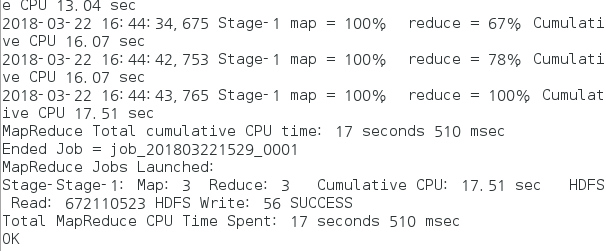 e CPU 13.04 sec
2018-03-22 16:44:34,675 Stage-1 map = 100%,  reduce = 67%, Cumulati
ve CPU 16.07 sec
2018-03-22 16:44:42,753 Stage-1 map = 100%,  reduce = 78%, Cumulati
ve CPU 16.07 sec
2018-03-22 16:44:43,765 Stage-1 map = 100%,  reduce = 100%, Cumulat
ive CPU 17.51 sec
MapReduce Total cumulative CPU time: 17 seconds 510 msec
Ended Job = job_201803221529_0001
MapReduce Jobs Launched:
Stage-Stage-1: Map: 3  Reduce: 3   Cumulative CPU: 17.51 sec   HDFS
 Read: 672110523 HDFS Write: 56 SUCCESS
Total MapReduce CPU Time Spent: 17 seconds 510 msec
OK